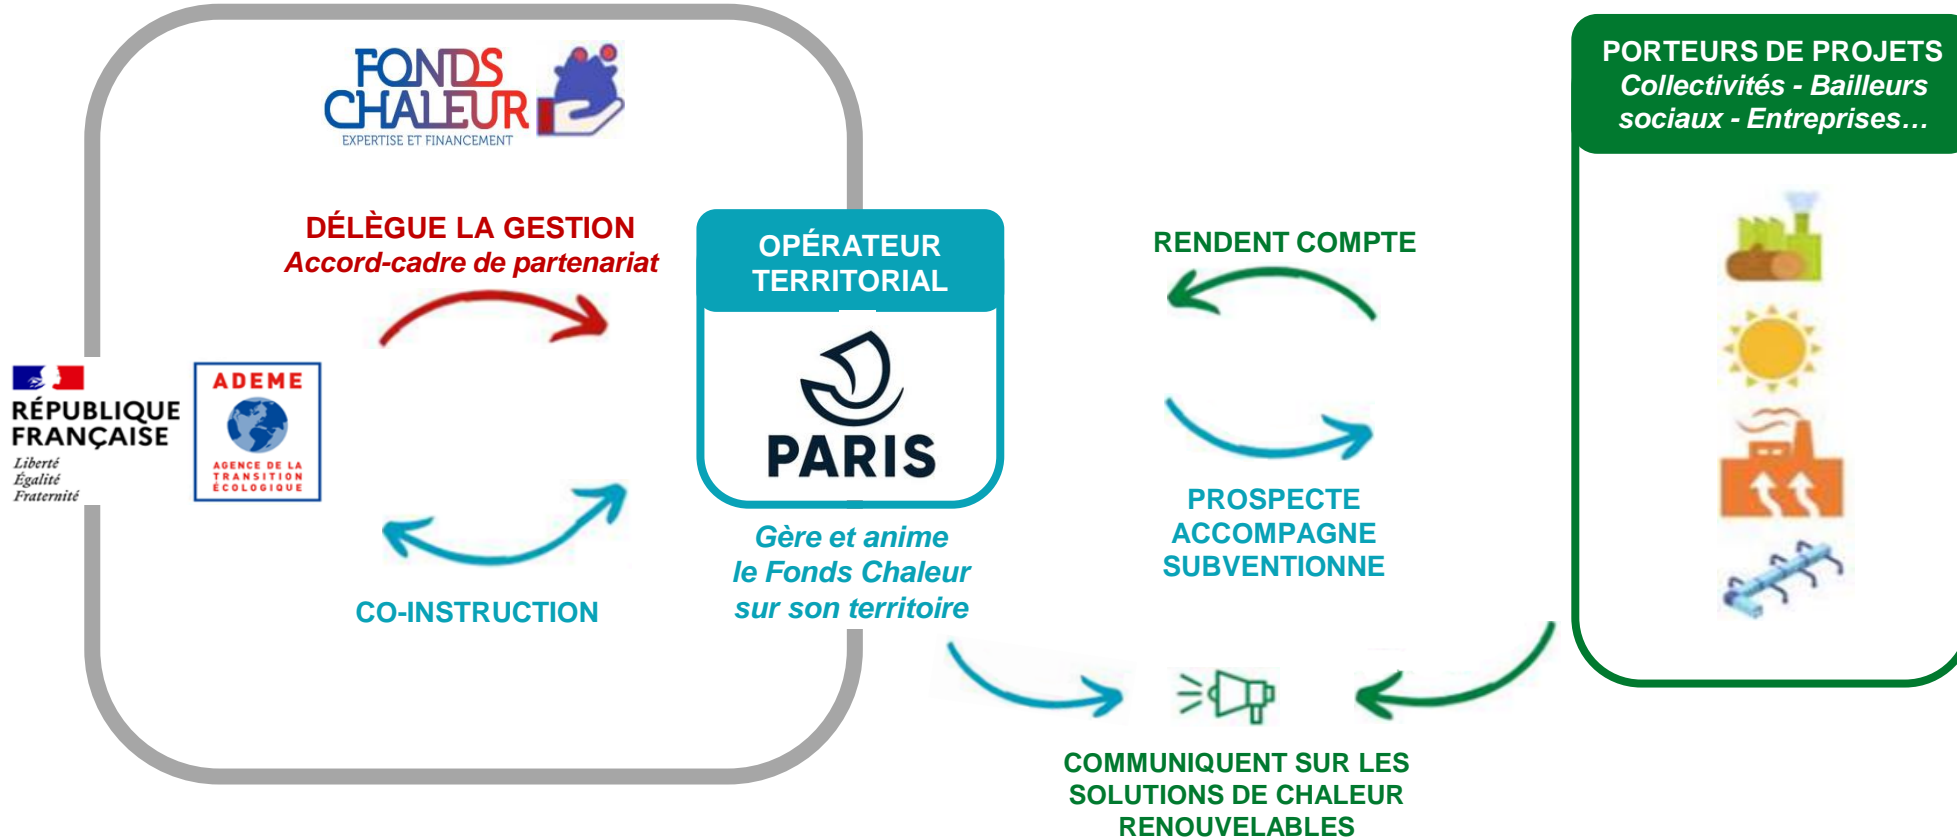 FONDS
CHALEUR
EXPERTISE ET FINANCEMENT
DÉLÈGUE LA GESTION
Accord-cadre de partenariat
RÉPUBLIQUE
FRANÇAISE
Liberté
Égalité
Fraternité
ADEME
AGENCE DE LA
TRANSITION
ÉCOLOGIQUE
CO-INSTRUCTION
OPÉRATEUR
TERRITORIAL
PARIS
Gère et anime
le Fonds Chaleur
sur son territoire
RENDENT COMPTE
PROSPECTE
ACCOMPAGNE
SUBVENTIONNE
COMMUNIQUENT SUR LES
SOLUTIONS DE CHALEUR
RENOUVELABLES
PORTEURS DE PROJETS
Collectivités - Bailleurs
sociaux - Entreprises…